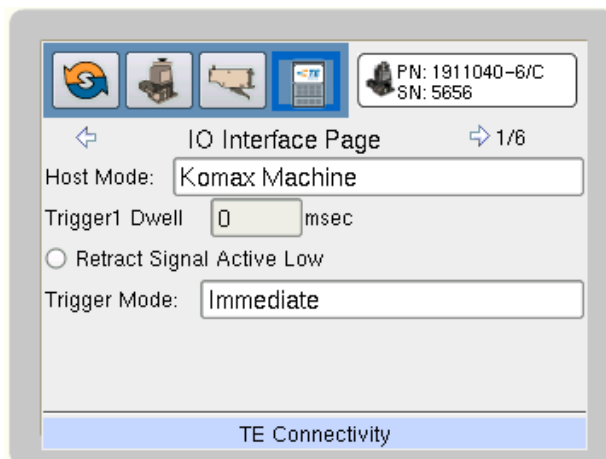 TE
PN: 1911040-6/C
SN: 5656
IO Interface Page
1/6
Host Mode: Komax Machine
Trigger1 Dwell 0 msec
Retract Signal Active Low
Trigger Mode: Immediate
TE Connectivity